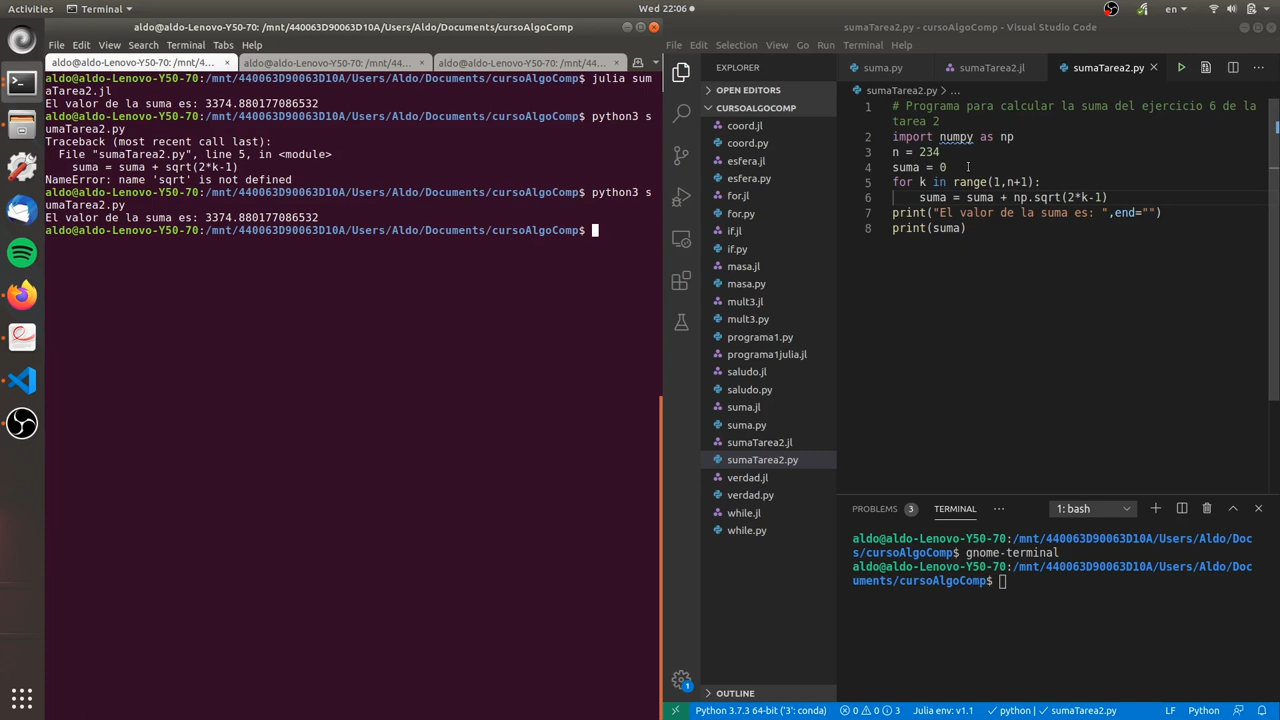 Activities
Terminal
Wed 22:06
en
aldo@aldo-Lenovo-Y50-70: /mnt/440063D90063D10A/Users/Aldo/Documents/cursoAlgoComp
File Edit View Search Terminal Tabs Help
aldo@aldo-Lenovo-Y50-70: /mnt/4... × aldo@aldo-Lenovo-Y50-70: /mnt/44... × aldo@aldo-Lenovo-Y50-70: /mnt/44... ×
aldo@aldo-Lenovo-Y50-70:/mnt/440063D90063D10A/Users/Aldo/Documents/cursoAlgoComp$ julia sum
aTarea2.jl
El valor de la suma es: 3374.880177086532
aldo@aldo-Lenovo-Y50-70:/mnt/440063D90063D10A/Users/Aldo/Documents/cursoAlgoComp$ python3 s
umaTarea2.py
Traceback (most recent call last):
  File "sumaTarea2.py", line 5, in <module>
    suma = suma + sqrt(2*k-1)
NameError: name 'sqrt' is not defined
aldo@aldo-Lenovo-Y50-70:/mnt/440063D90063D10A/Users/Aldo/Documents/cursoAlgoComp$ python3 s
umaTarea2.py
El valor de la suma es: 3374.880177086532
aldo@aldo-Lenovo-Y50-70:/mnt/440063D90063D10A/Users/Aldo/Documents/cursoAlgoComp$
sumaTarea2.py - cursoAlgoComp - Visual Studio Code
File Edit Selection View Go Run Terminal Help
EXPLORER
OPEN EDITORS
CURSOALGOCOMP
coord.jl
coord.py
esfera.jl
esfera.py
for.jl
for.py
if.jl
if.py
masa.jl
masa.py
mult3.jl
mult3.py
programa1.py
programa1julia.jl
saludo.jl
saludo.py
suma.jl
suma.py
sumaTarea2.jl
sumaTarea2.py
verdad.jl
verdad.py
while.jl
while.py
OUTLINE
suma.py sumaTarea2.jl sumaTarea2.py ×
sumaTarea2.py > ...
1 # Programa para calcular la suma del ejercicio 6 de la
tarea 2
2 import numpy as np
3 n = 234
4 suma = 0
5 for k in range(1,n+1):
6     suma = suma + np.sqrt(2*k-1)
7 print("El valor de la suma es: ",end="")
8 print(suma)
PROBLEMS 3 TERMINAL ... 1: bash
aldo@aldo-Lenovo-Y50-70:/mnt/440063D90063D10A/Users/Aldo/Doc
s/cursoAlgoComp$ gnome-terminal
aldo@aldo-Lenovo-Y50-70:/mnt/440063D90063D10A/Users/Aldo/Doc
uments/cursoAlgoComp$
1
Python 3.7.3 64-bit ('3': conda) 0 0 3 Julia env: v1.1 python | sumaTarea2.py LF Python